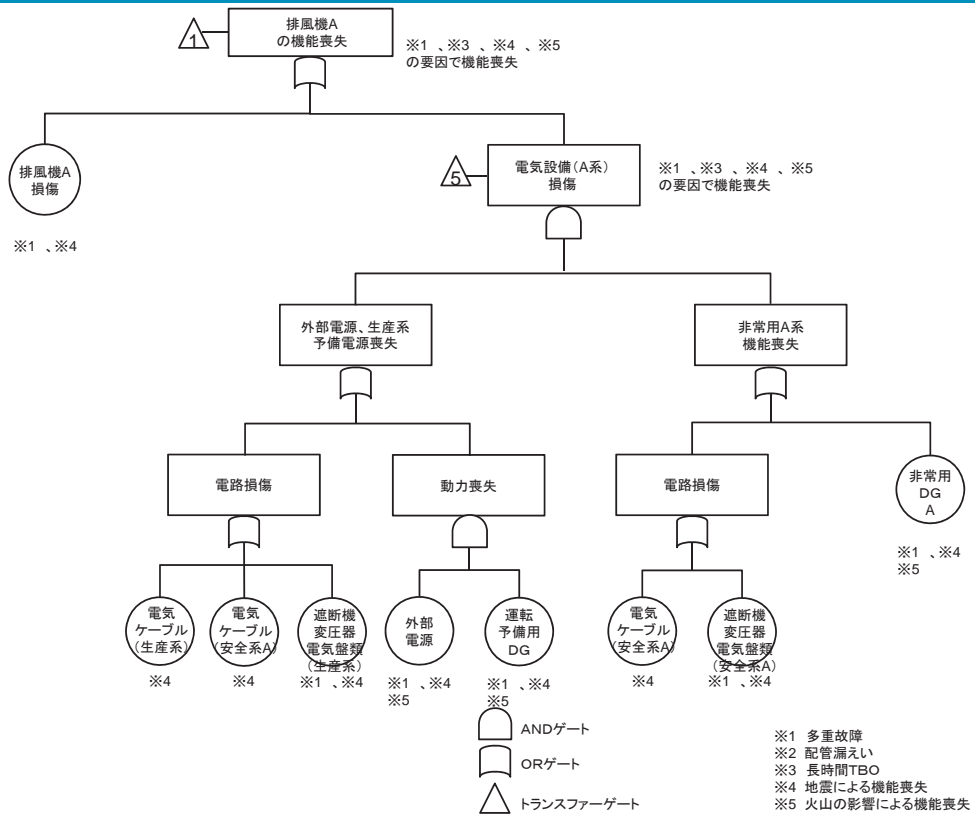 排風機A
の機能喪失
1
※1 、※3 、※4 、※5
の要因で機能喪失
排風機A
損傷
※1 、※4
電気設備(A系)
損傷
5
※1 、※3 、※4 、※5
の要因で機能喪失
外部電源、生産系
予備電源喪失
非常用A系
機能喪失
電路損傷
動力喪失
電路損傷
非常用
DG
A
※1 、※4
※5
電気
ケーブル
(生産系)
※4
電気
ケーブル
(安全系A)
※4
遮断機
変圧器
電気盤類
(生産系)
※1 、※4
外部
電源
※1 、※4
※5
運転
予備用
DG
※1 、※4
※5
電気
ケーブル
(安全系A)
※4
遮断機
変圧器
電気盤類
(安全系A)
※1 、※4
ANDゲート
ORゲート
トランスファーゲート
※1 多重故障
※2 配管漏えい
※3 長時間TBO
※4 地震による機能喪失
※5 火山の影響による機能喪失